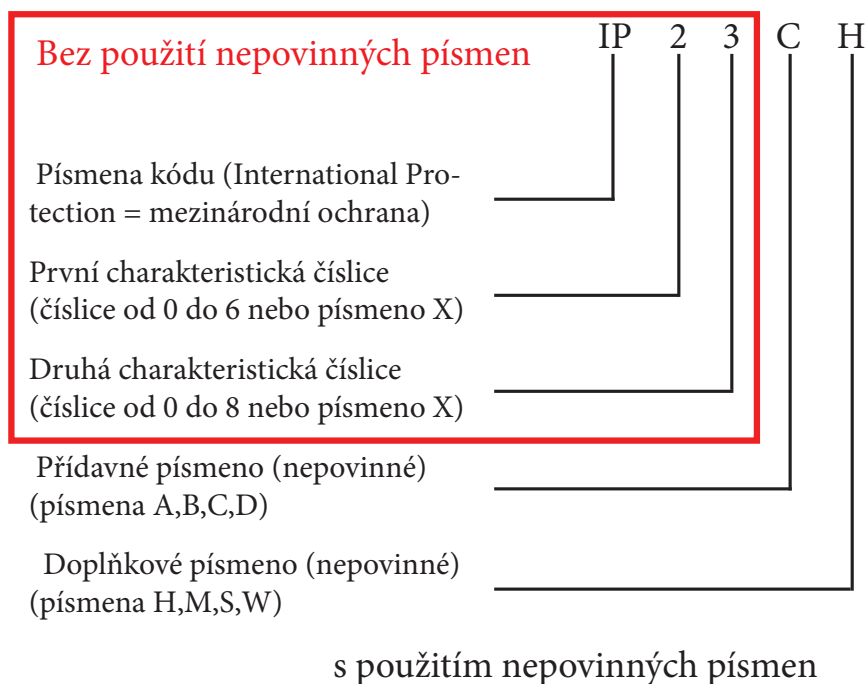 IP 2 3 C H
Bez použití nepovinných písmen
Písmena kódu (International Pro-
tection = mezinárodní ochrana)
První charakteristická číslice
(číslice od 0 do 6 nebo písmeno X)
Druhá charakteristická číslice
(číslice od 0 do 8 nebo písmeno X)
Přídavné písmeno (nepovinné)
(písmena A,B,C,D)
Doplňkové písmeno (nepovinné)
(písmena H,M,S,W)
s použitím nepovinných písmen